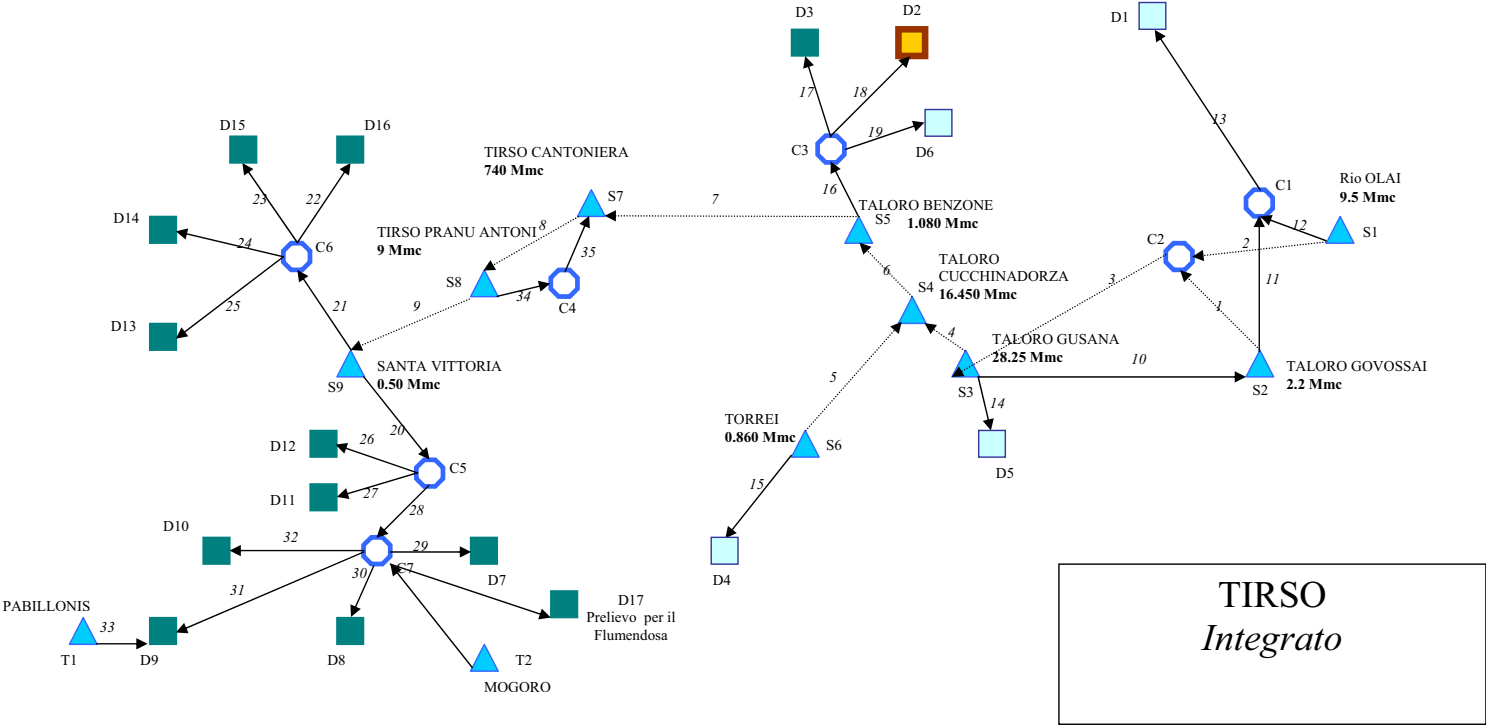 D3
D2
D1
17
18
19
13
D6
C3
D15
D16
TIRSO CANTONIERA
740 Mmc
16
C1
Rio OLAI
9.5 Mmc
23
22
S7
7
TALORO BENZONE
S5
1.080 Mmc
12
S1
D14
24
C6
TIRSO PRANU ANTONI
9 Mmc
8
35
C2
2
TALORO
CUCCHINADORZA
16.450 Mmc
6
S4
3
11
S8
34
C4
25
21
9
1
D13
4
TALORO GUSANA
28.25 Mmc
10
SANTA VITTORIA
0.50 Mmc
S9
5
S3
14
TALORO GOVOSSAI
2.2 Mmc
S2
TORREI
0.860 Mmc
S6
20
D12
26
C5
D5
D11
27
15
28
D10
32
29
C7
D7
30
D4
31
PABILLONIS
33
T1
D9
D8
D17
Prelievo per il
Flumendosa
T2
MOGORO
TIRSO
Integrato